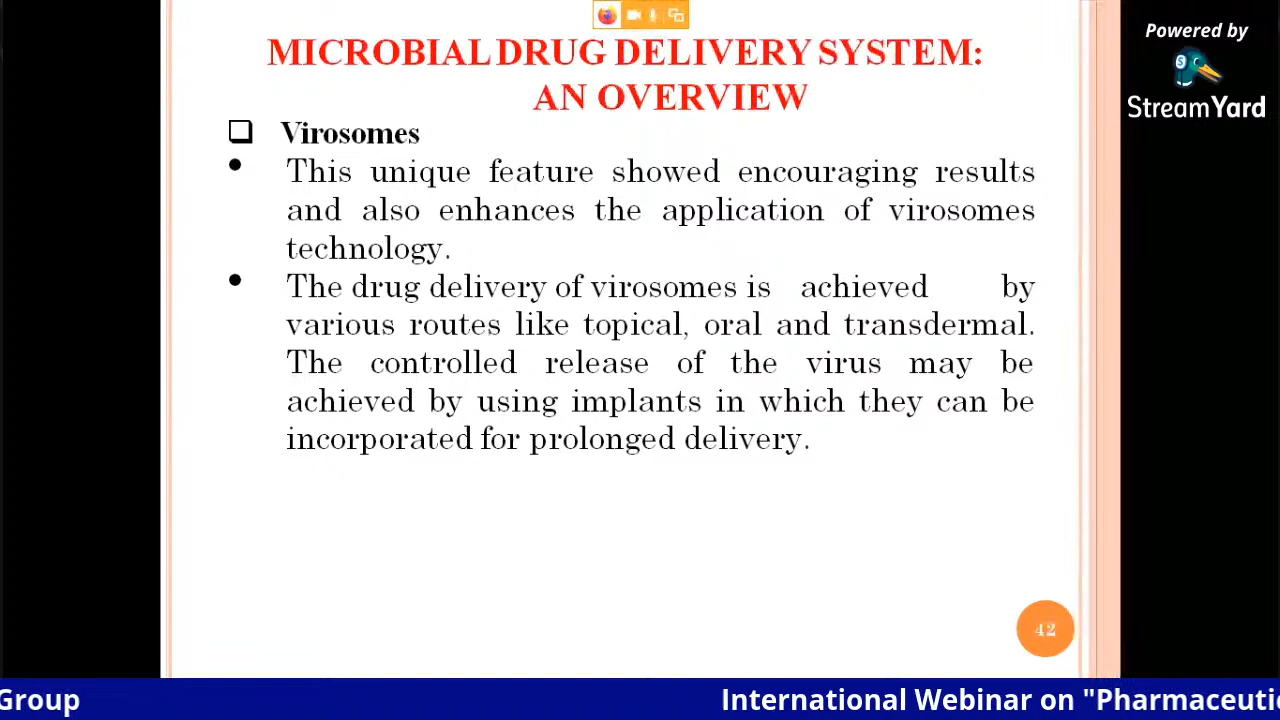 Powered by
StreamYard
MICROBIAL DRUG DELIVERY SYSTEM:
AN OVERVIEW
Virosomes
• This unique feature showed encouraging results
and also enhances the application of virosomes
technology.
• The drug delivery of virosomes is achieved by
various routes like topical, oral and transdermal.
The controlled release of the virus may be
achieved by using implants in which they can be
incorporated for prolonged delivery.
42
Group International Webinar on "Pharmaceuti